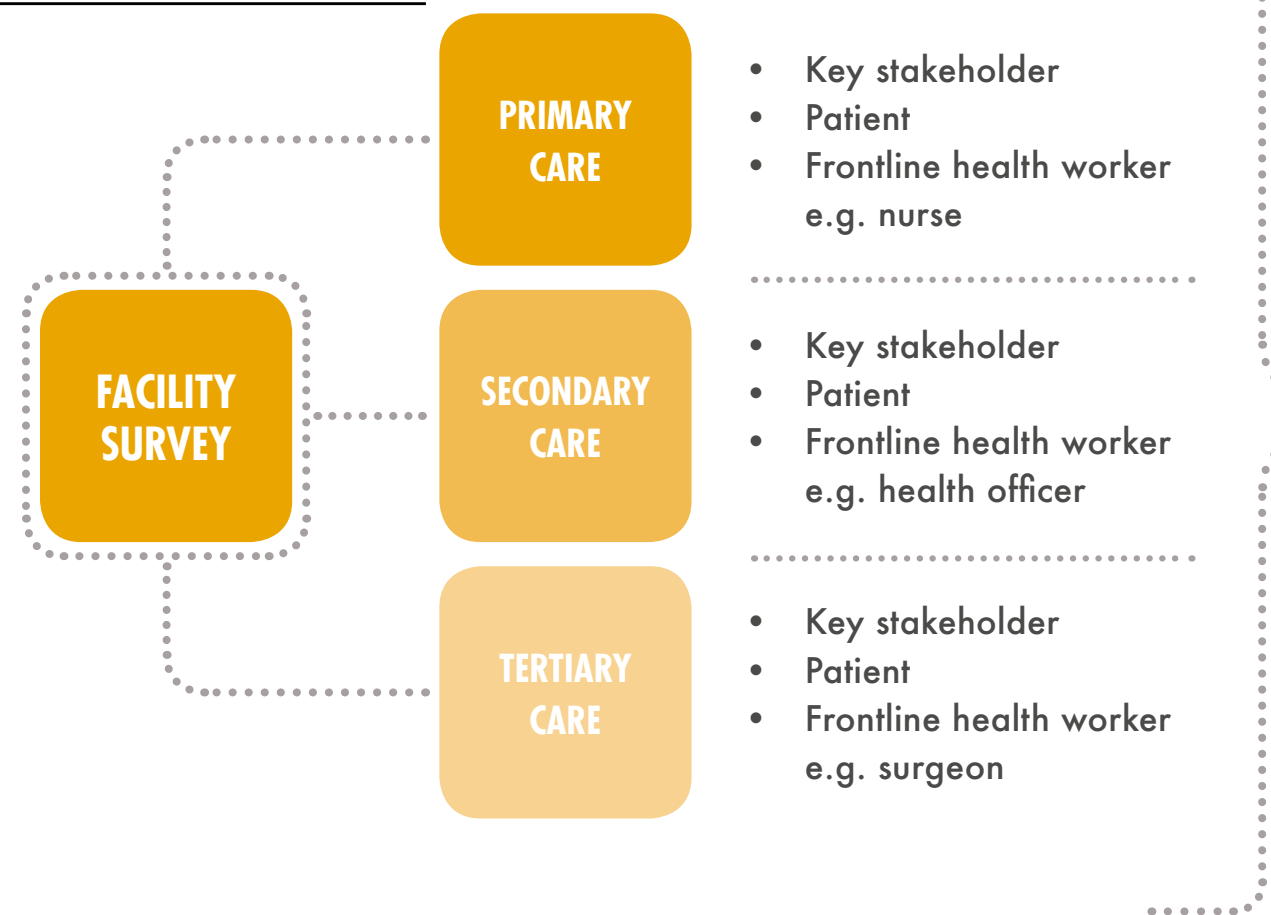 FACILITY
SURVEY
PRIMARY
CARE
• Key stakeholder
• Patient
• Frontline health worker
e.g. nurse
SECONDARY
CARE
• Key stakeholder
• Patient
• Frontline health worker
e.g. health officer
TERTIARY
CARE
• Key stakeholder
• Patient
• Frontline health worker
e.g. surgeon